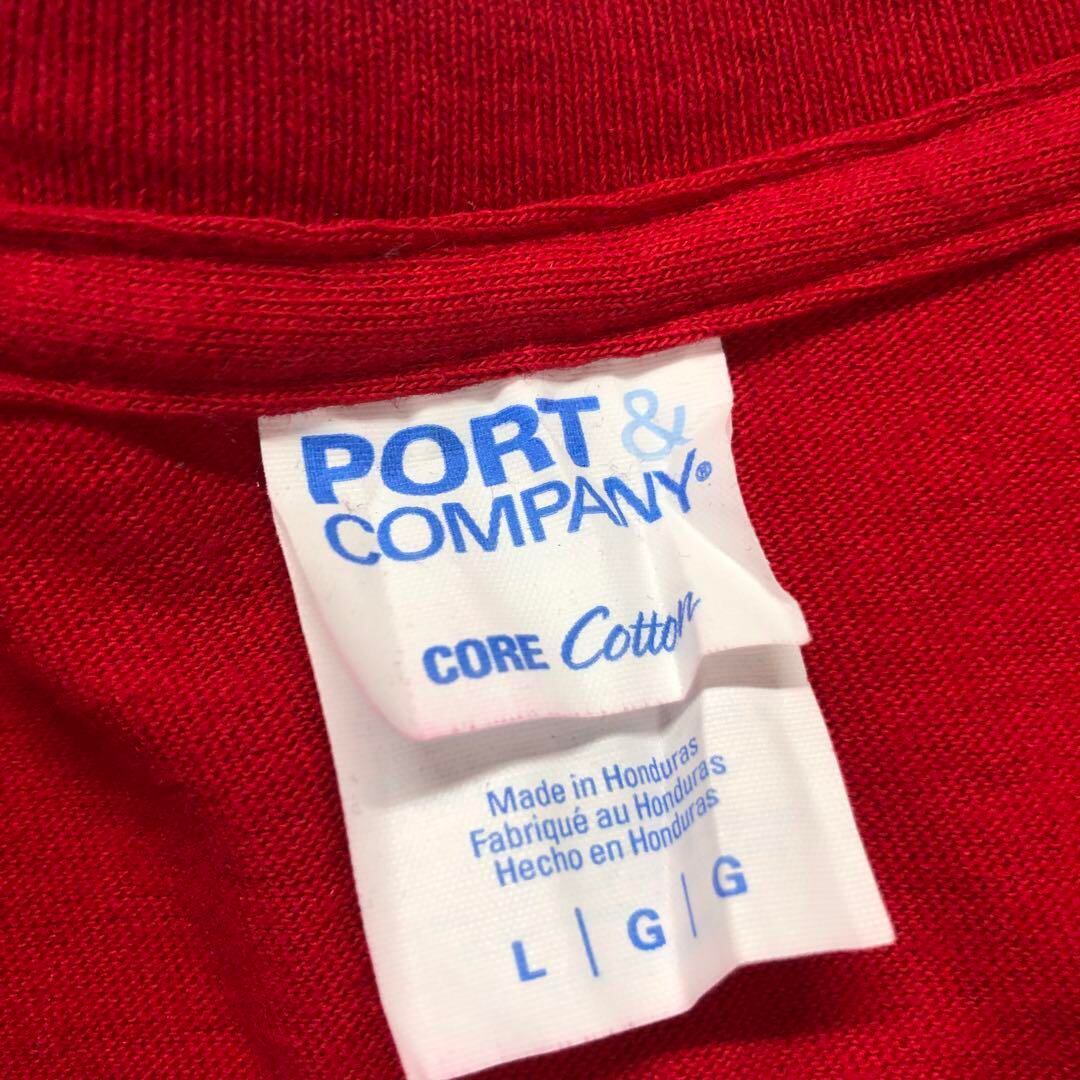 PORT &
COMPANY®
CORE Cotton
Made in Honduras
Fabriqué au Honduras
Hecho en Honduras
L | G | G